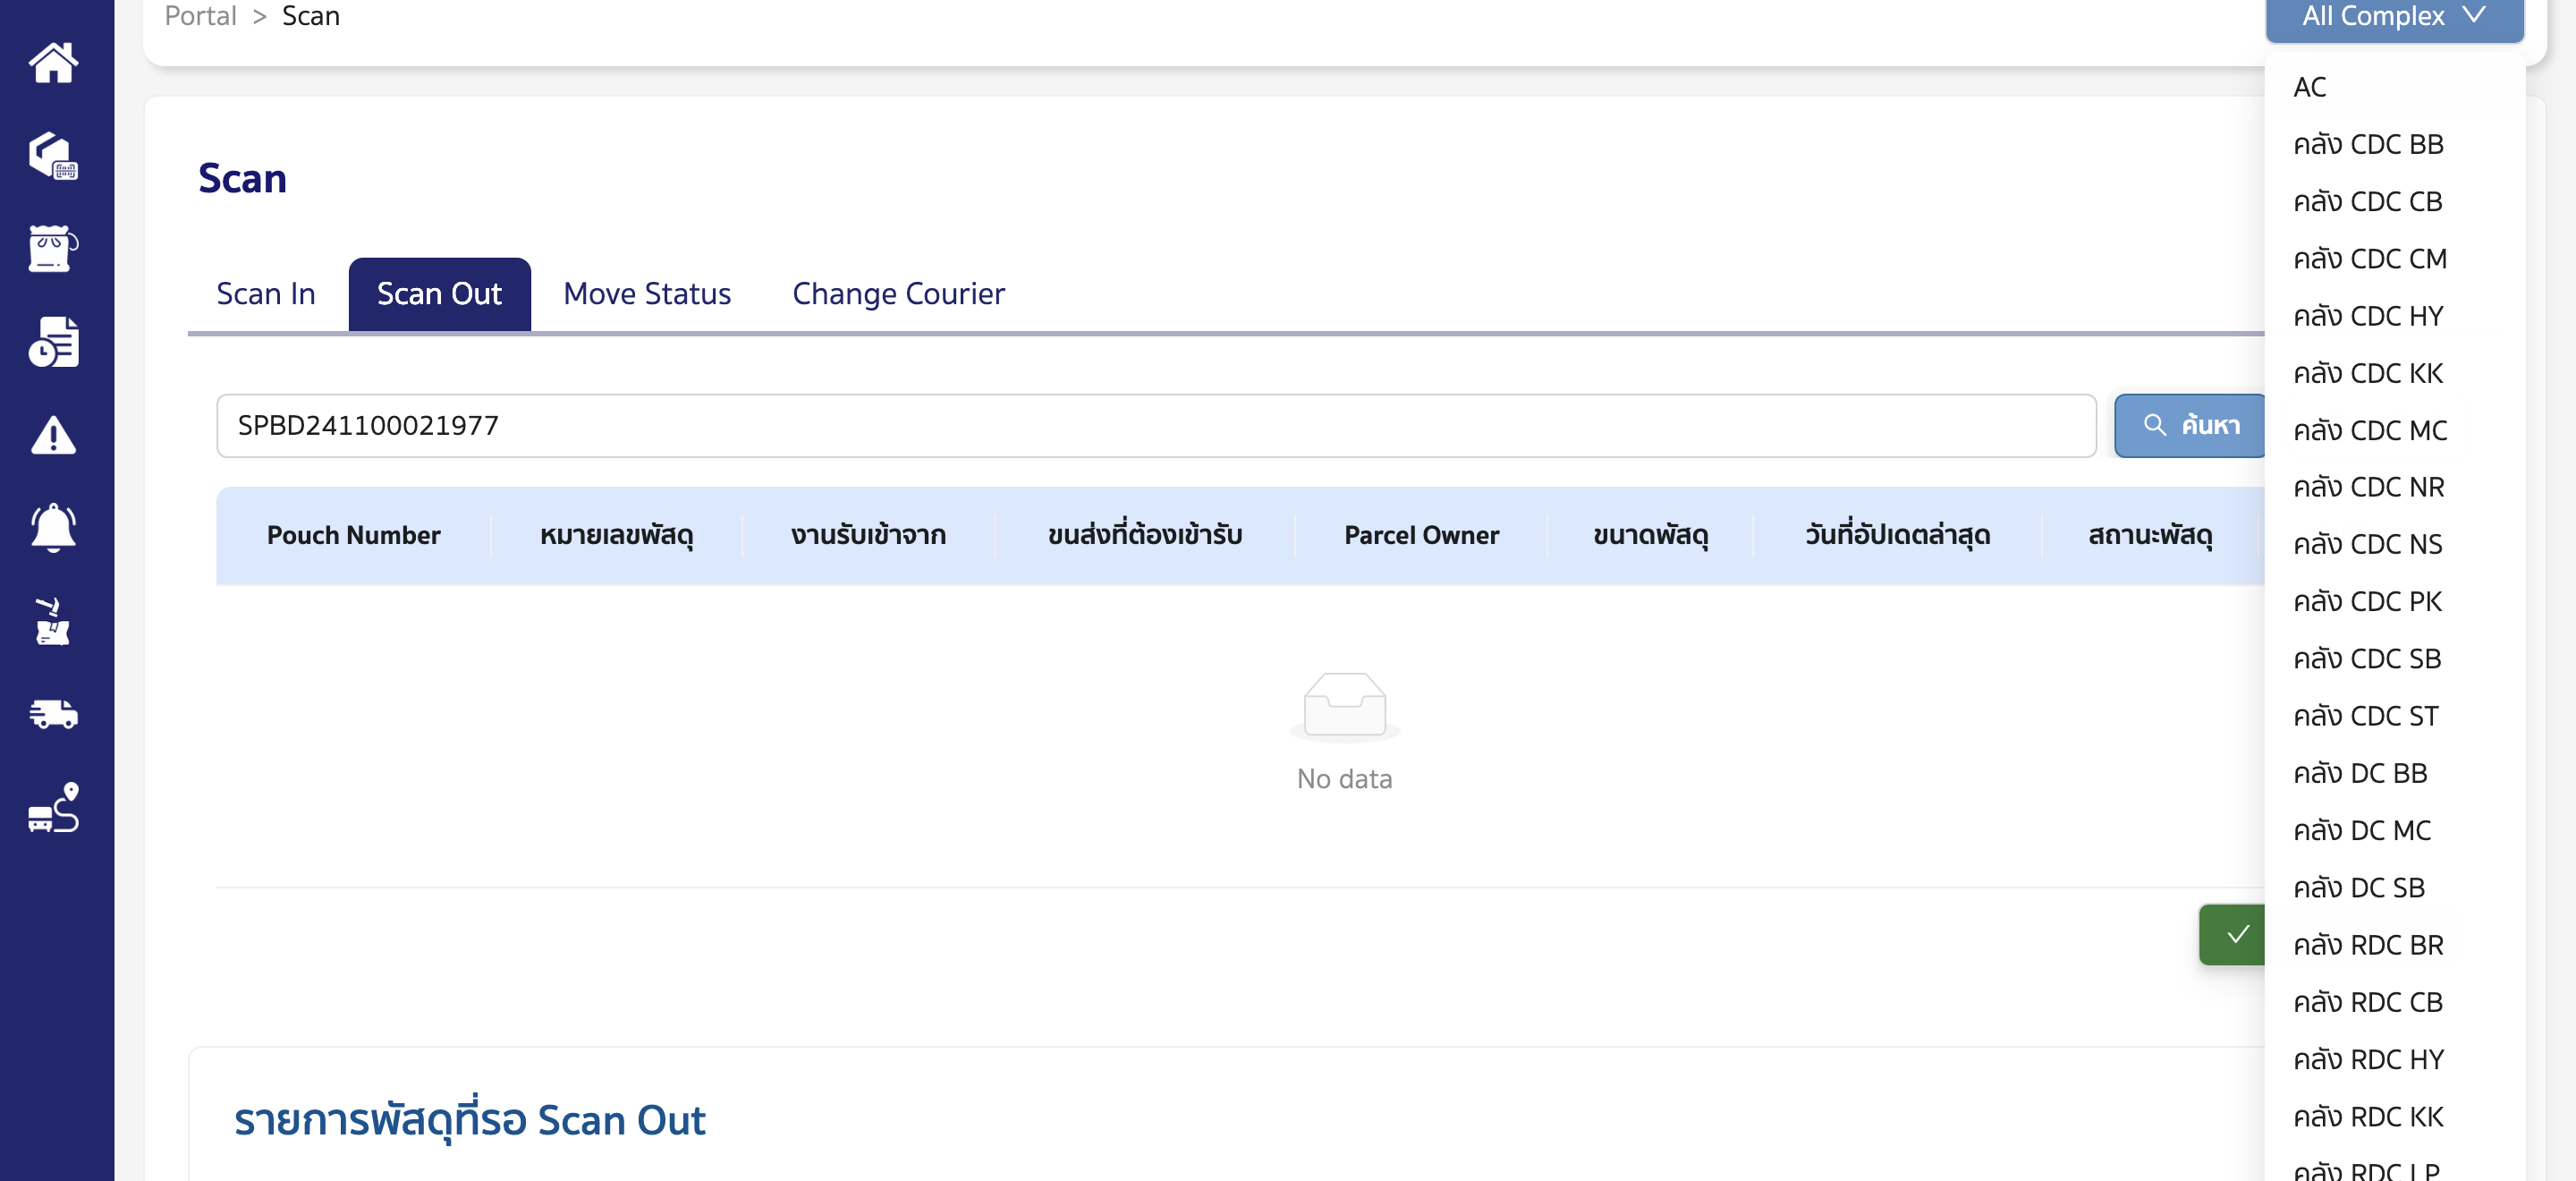 Portal > Scan
All Complex
AC
คลัง CDC BB
คลัง CDC CB
คลัง CDC CM
คลัง CDC HY
คลัง CDC KK
คลัง CDC MC
คลัง CDC NR
คลัง CDC NS
คลัง CDC PK
คลัง CDC SB
คลัง CDC ST
คลัง DC BB
คลัง DC MC
คลัง DC SB
คลัง RDC BR
คลัง RDC CB
คลัง RDC HY
คลัง RDC KK
คลัง RDC LP
Scan
Scan In Scan Out Move Status Change Courier
SPBD241100021977
ค้นหา
Pouch Number หมายเลขพัสดุ งานรับเข้าจาก ขนส่งที่ต้องเข้ารับ Parcel Owner ขนาดพัสดุ วันที่อัปเดตล่าสุด สถานะพัสดุ
No data
รายการพัสดุที่รอ Scan Out